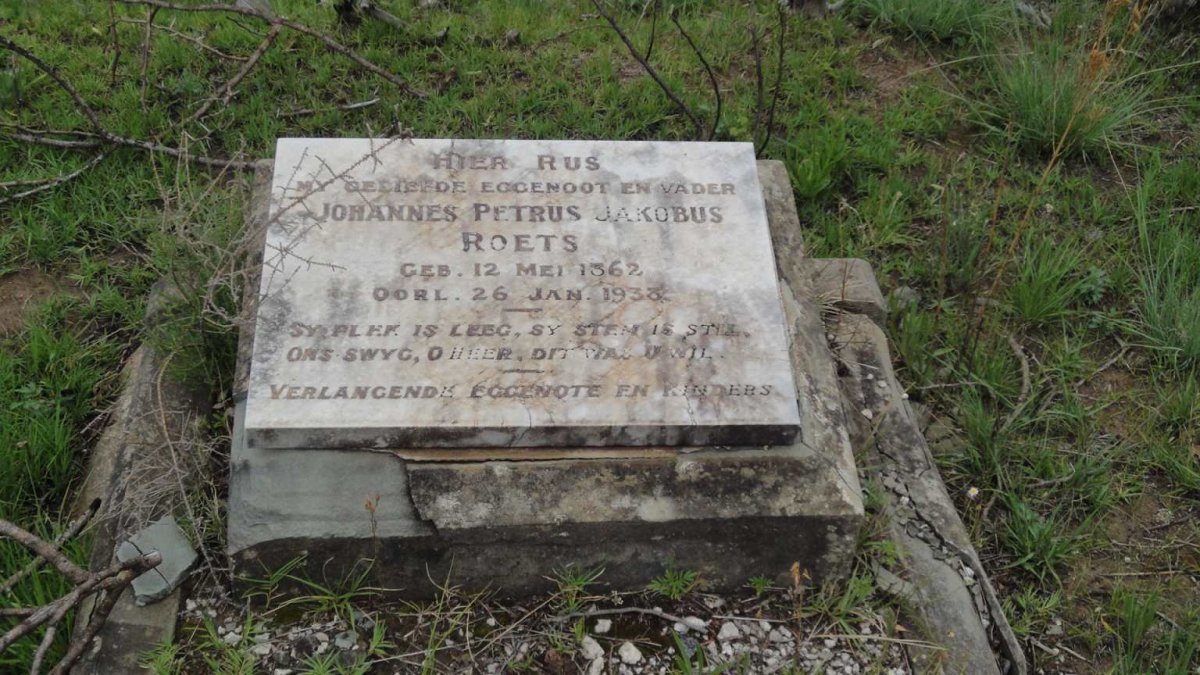 HIER RUS
MY GELIEFDE EGGENOOT EN VADER
JOHANNES PETRUS JAKOBUS
ROETS
GEB. 12 MEI 1862
OORL. 26 JAN. 1938.
SY PLEK IS LEEG, SY STEM IS STIL,
ONS SWYG, O HEER, DIT WAS U WIL.
VERLANGENDE EGGENOTE EN KINDERS